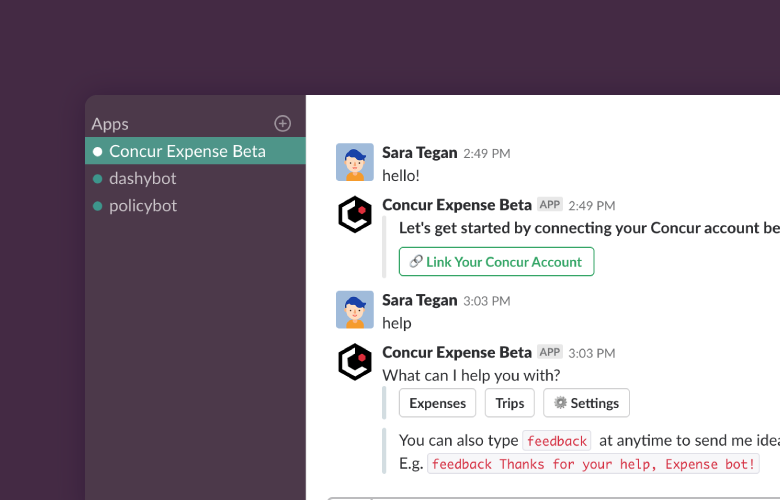 Apps
Concur Expense Beta
dashybot
policybot
Sara Tegan 2:49 PM
hello!
Concur Expense Beta APP 2:49 PM
Let's get started by connecting your Concur account be
Link Your Concur Account
Sara Tegan 3:03 PM
help
Concur Expense Beta APP 3:03 PM
What can I help you with?
Expenses Trips Settings
You can also type feedback at anytime to send me idea
E.g. feedback Thanks for your help, Expense bot!